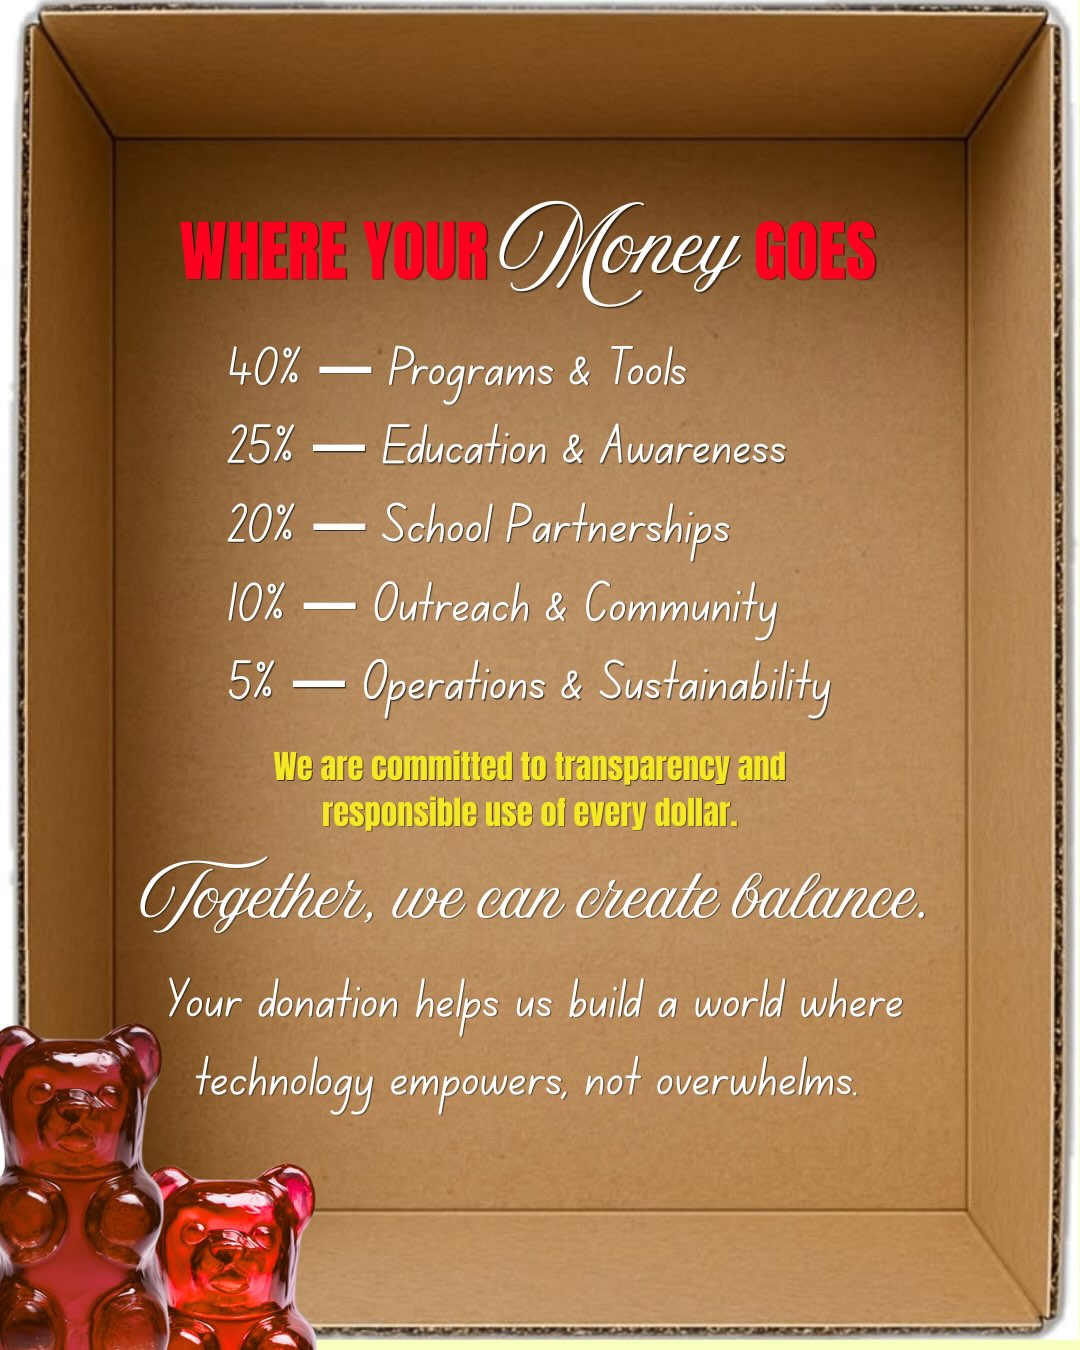 WHERE YOUR Money GOES
40% — Programs & Tools
25% — Education & Awareness
20% — School Partnerships
10% — Outreach & Community
5% — Operations & Sustainability
We are committed to transparency and
responsible use of every dollar.
Together, we can create balance.
Your donation helps us build a world where
technology empowers, not overwhelms.